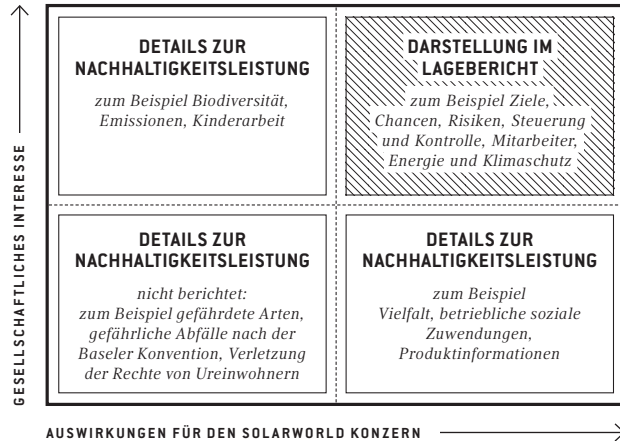 GESELLSCHAFTLICHES INTERESSE
DETAILS ZUR
NACHHALTIGKEITSLEISTUNG
zum Beispiel Biodiversität,
Emissionen, Kinderarbeit
DARSTELLUNG IM
LAGEBERICHT
zum Beispiel Ziele,
Chancen, Risiken, Steuerung
und Kontrolle, Mitarbeiter,
Energie und Klimaschutz
DETAILS ZUR
NACHHALTIGKEITSLEISTUNG
nicht berichtet:
zum Beispiel gefährdete Arten,
gefährliche Abfälle nach der
Baseler Konvention, Verletzung
der Rechte von Ureinwohnern
DETAILS ZUR
NACHHALTIGKEITSLEISTUNG
zum Beispiel
Vielfalt, betriebliche soziale
Zuwendungen,
Produktinformationen
AUSWIRKUNGEN FÜR DEN SOLARWORLD KONZERN